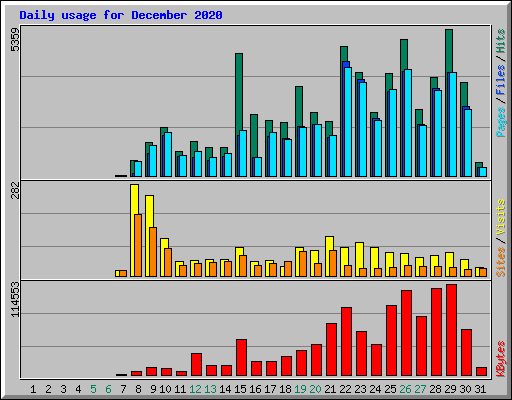 Daily usage for December 2020
5359
Pages / Files / Hits
282
Sites / Visits
114553
KBytes
1 2 3 4 5 6 7 8 9 10 11 12 13 14 15 16 17 18 19 20 21 22 23 24 25 26 27 28 29 30 31